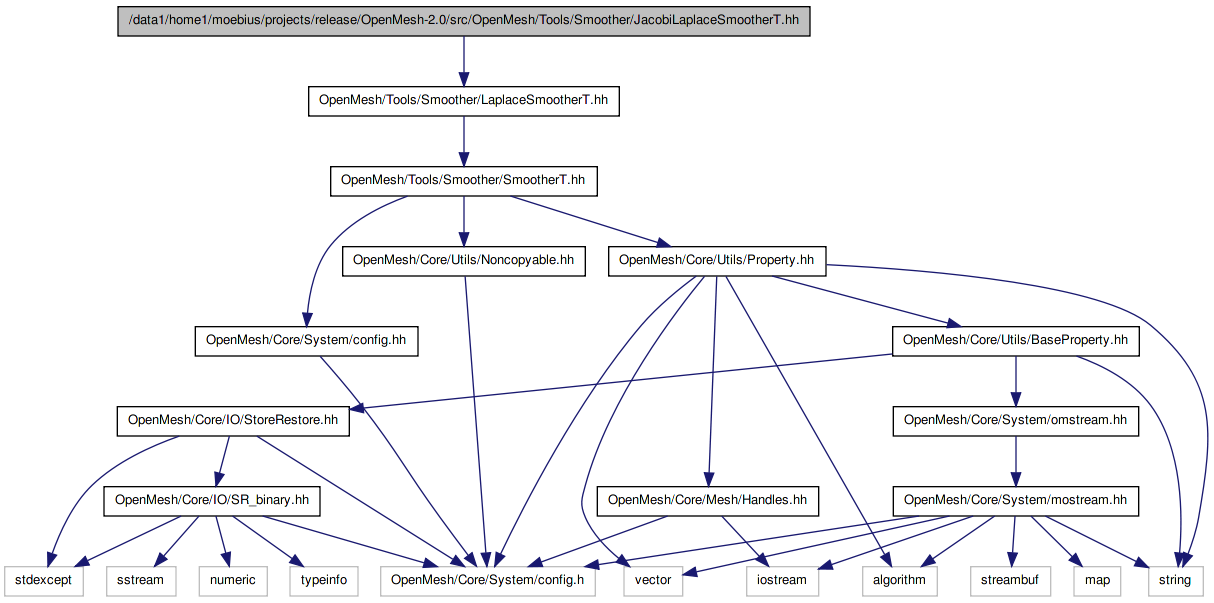 /data1/home1/moebius/projects/release/OpenMesh-2.0/src/OpenMesh/Tools/Smoother/JacobiLaplaceSmootherT.hh
OpenMesh/Tools/Smoother/LaplaceSmootherT.hh
OpenMesh/Tools/Smoother/SmootherT.hh
OpenMesh/Core/Utils/Noncopyable.hh
OpenMesh/Core/Utils/Property.hh
OpenMesh/Core/System/config.hh
OpenMesh/Core/Utils/BaseProperty.hh
OpenMesh/Core/IO/StoreRestore.hh
OpenMesh/Core/System/omstream.hh
OpenMesh/Core/IO/SR_binary.hh
OpenMesh/Core/Mesh/Handles.hh
OpenMesh/Core/System/mostream.hh
stdexcept
sstream
numeric
typeinfo
OpenMesh/Core/System/config.h
vector
iostream
algorithm
streambuf
map
string